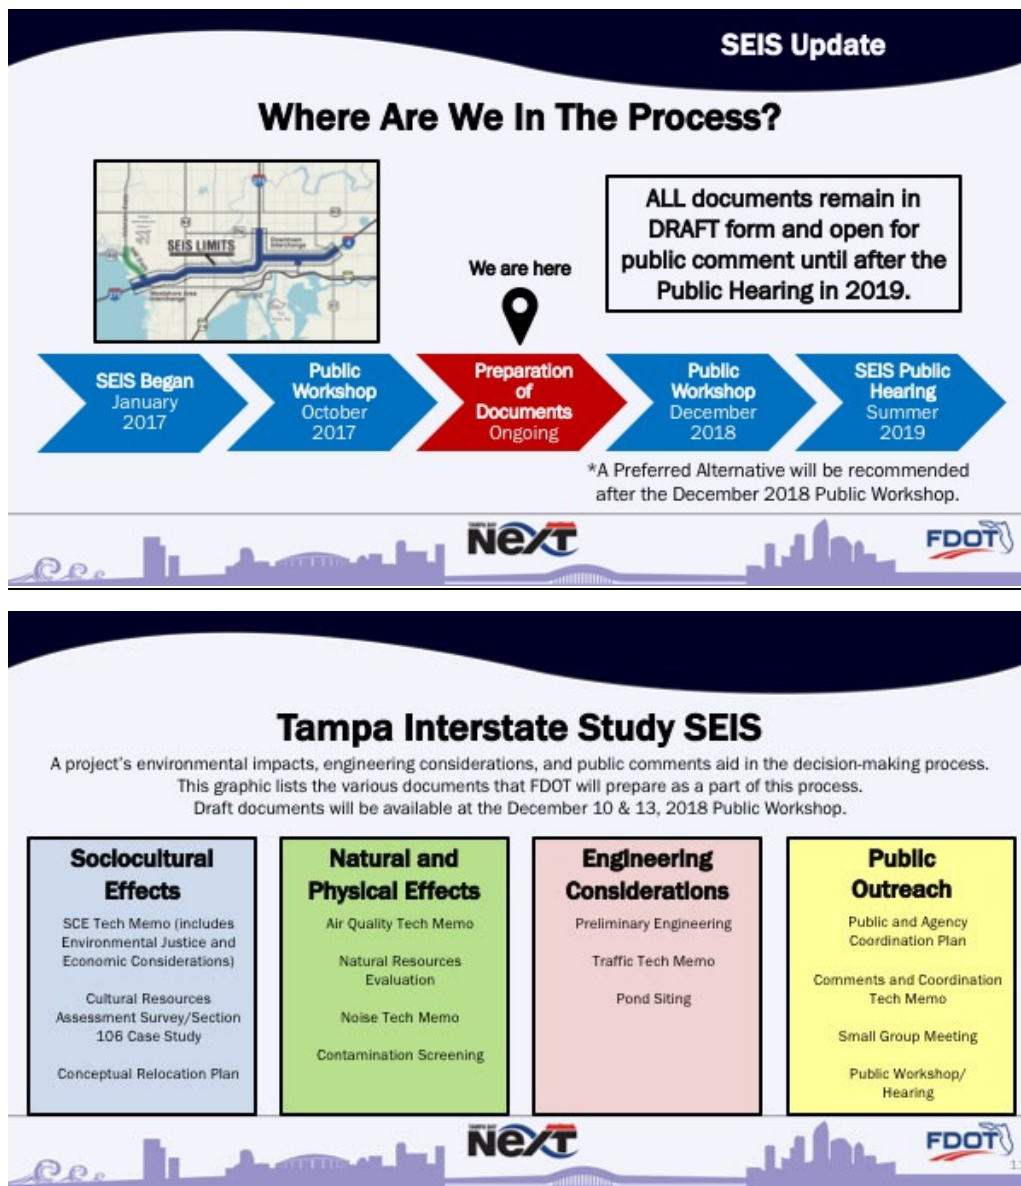 SEIS Update
Where Are We In The Process?
SEIS LIMITS
Downtown
Interchange
Westshore Area
Interchange
ALL documents remain in
DRAFT form and open for
public comment until after the
Public Hearing in 2019.
We are here
SEIS Began
January
2017
Public
Workshop
October
2017
Preparation
of
Documents
Ongoing
Public
Workshop
December
2018
SEIS Public
Hearing
Summer
2019
*A Preferred Alternative will be recommended
after the December 2018 Public Workshop.
TAMPA BAY
NEXT
FDOT
Tampa Interstate Study SEIS
A project's environmental impacts, engineering considerations, and public comments aid in the decision-making process.
This graphic lists the various documents that FDOT will prepare as a part of this process.
Draft documents will be available at the December 10 & 13, 2018 Public Workshop.
Sociocultural
Effects
SCE Tech Memo (includes
Environmental Justice and
Economic Considerations)
Cultural Resources
Assessment Survey/Section
106 Case Study
Conceptual Relocation Plan
Natural and
Physical Effects
Air Quality Tech Memo
Natural Resources
Evaluation
Noise Tech Memo
Contamination Screening
Engineering
Considerations
Preliminary Engineering
Traffic Tech Memo
Pond Siting
Public
Outreach
Public and Agency
Coordination Plan
Comments and Coordination
Tech Memo
Small Group Meeting
Public Workshop/
Hearing
TAMPA BAY
NEXT
FDOT